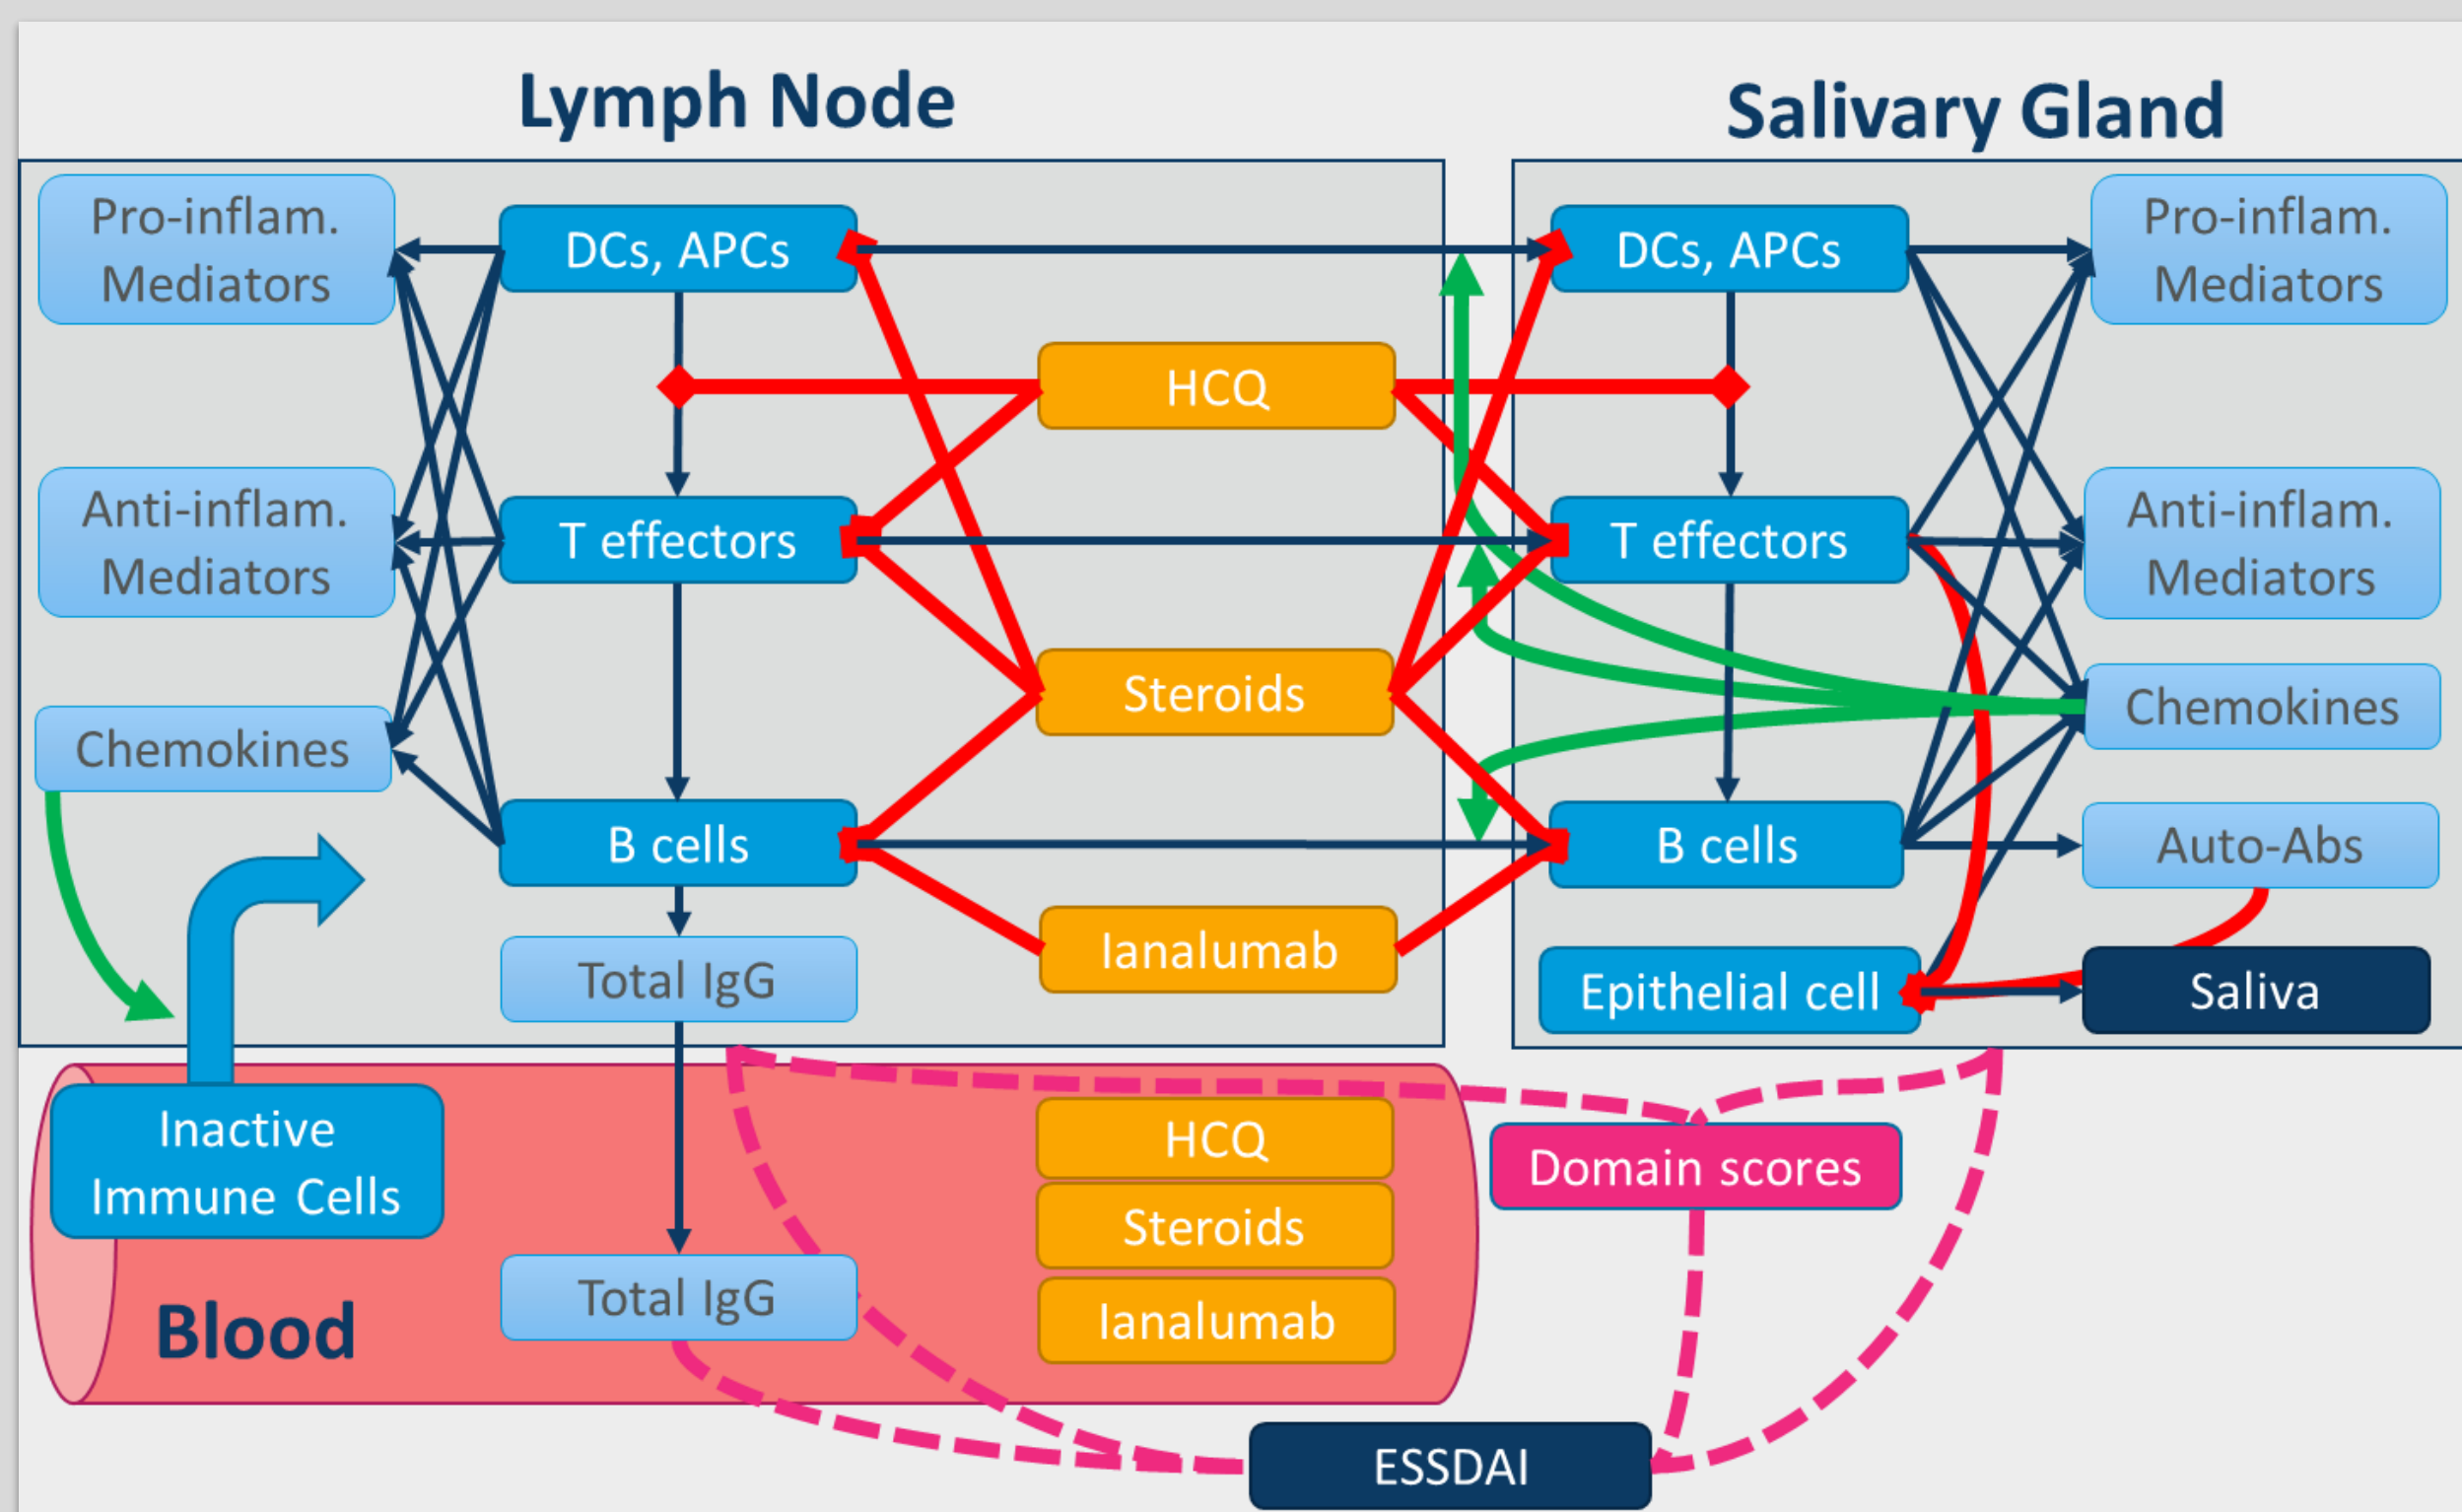 Lymph Node
Salivary Gland
Pro-inflam.
Mediators
DCs, APCs
DCs, APCs
Pro-inflam.
Mediators
HCQ
Anti-inflam.
Mediators
T effectors
T effectors
Anti-inflam.
Mediators
Steroids
Chemokines
Chemokines
B cells
B cells
Auto-Abs
Ianalumab
Total IgG
Epithelial cell
Saliva
Inactive
Immune Cells
HCQ
Domain scores
Steroids
Total IgG
Ianalumab
Blood
ESSDAI